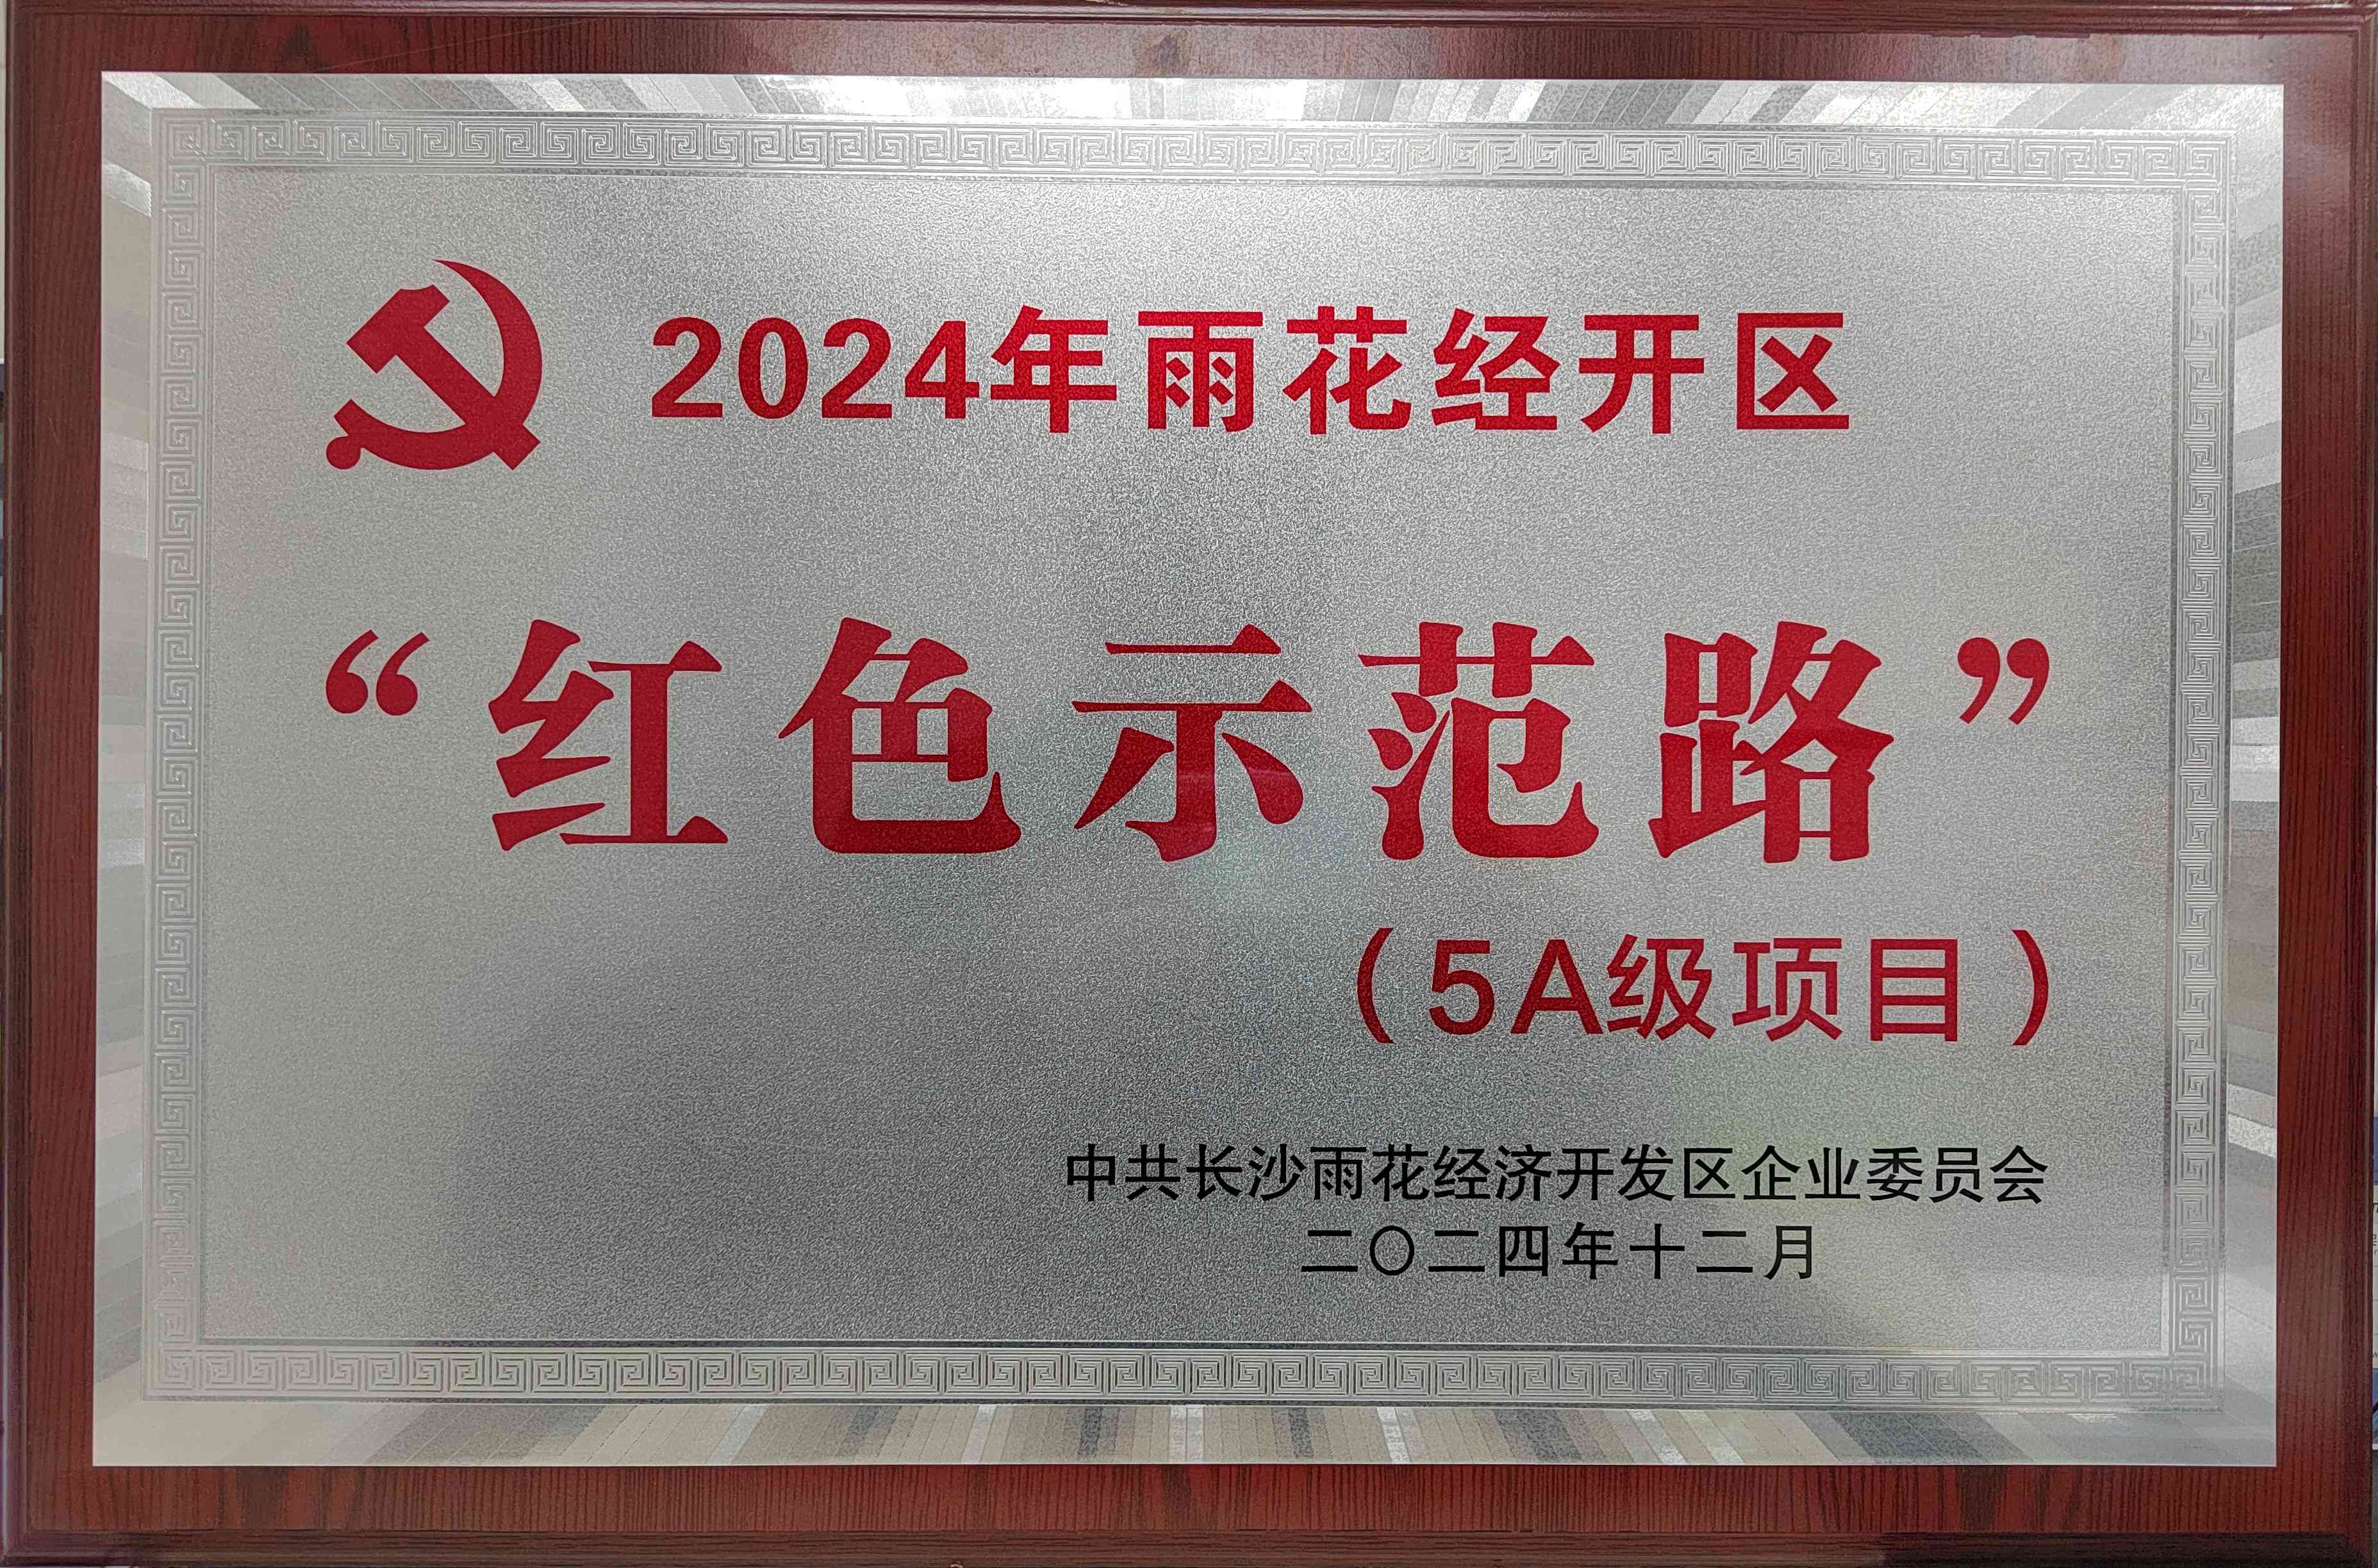 2024年雨花经开区
“红色示范路”
（5A级项目）
中共长沙雨花经济开发区企业委员会
二〇二四年十二月